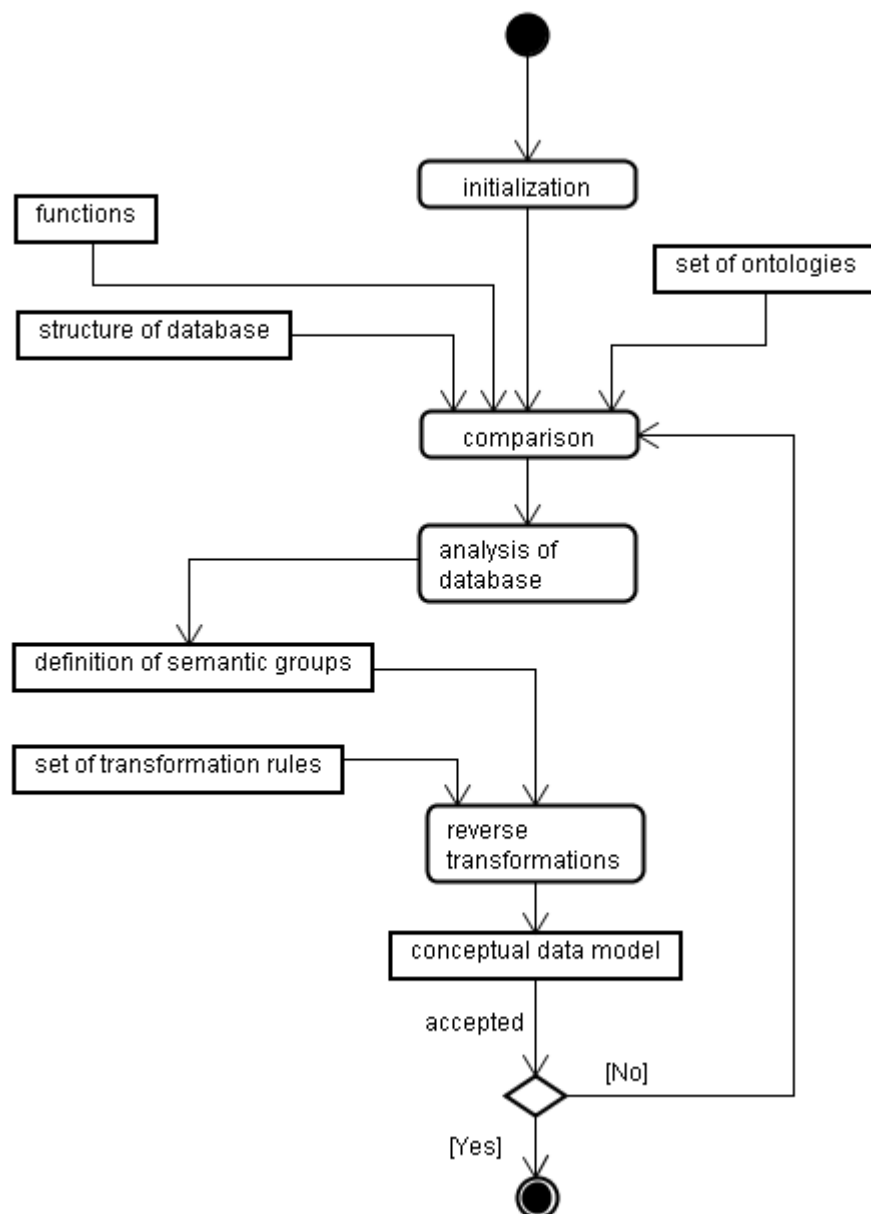 initialization
functions
set of ontologies
structure of database
comparison
analysis of
database
definition of semantic groups
set of transformation rules
reverse
transformations
conceptual data model
accepted
[No]
[Yes]